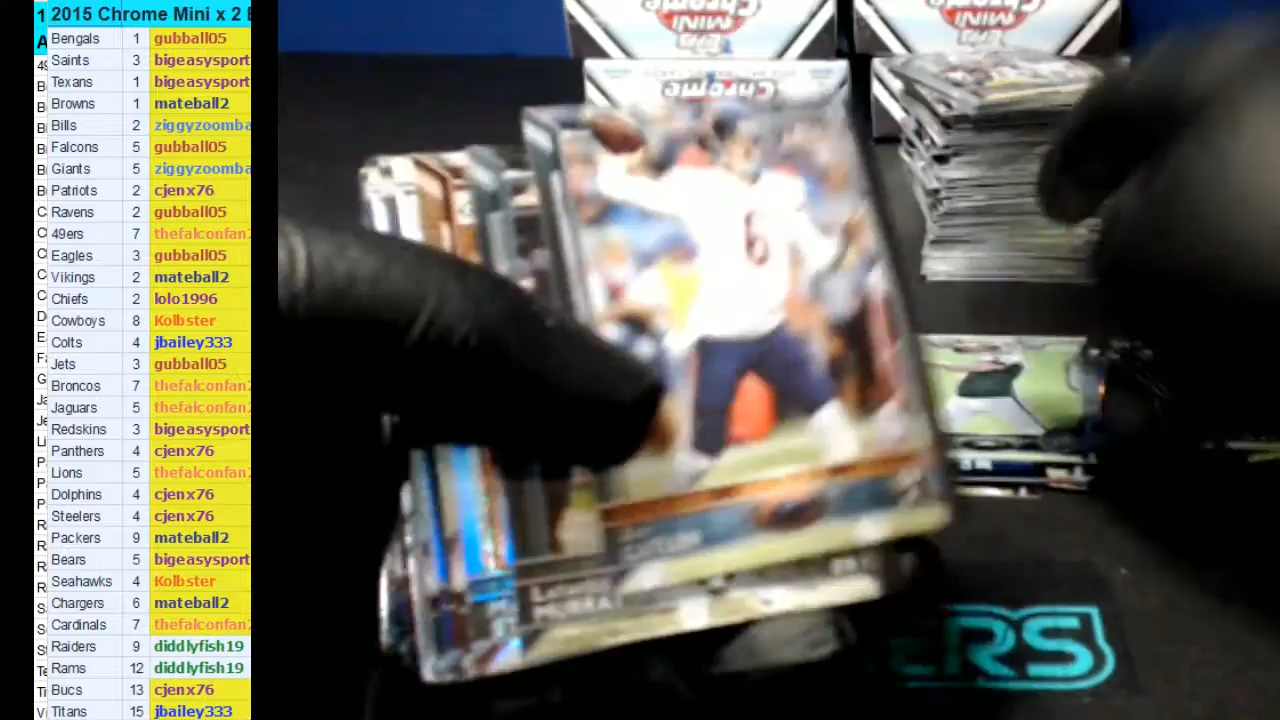 1 2015 Chrome Mini x 2 B
Bengals 1 gubball05
Saints 3 bigeasysport
Texans 1 bigeasysport
Browns 1 mateball2
Bills 2 ziggyzoomba
Falcons 5 gubball05
Giants 5 ziggyzoomba
Patriots 2 cjenx76
Ravens 2 gubball05
49ers 7 thefalconfan
Eagles 3 gubball05
Vikings 2 mateball2
Chiefs 2 lolo1996
Cowboys 8 Kolbster
Colts 4 jbailey333
Jets 3 gubball05
Broncos 7 thefalconfan
Jaguars 5 thefalconfan
Redskins 3 bigeasysport
Panthers 4 cjenx76
Lions 5 thefalconfan
Dolphins 4 cjenx76
Steelers 4 cjenx76
Packers 9 mateball2
Bears 5 bigeasysport
Seahawks 4 Kolbster
Chargers 6 mateball2
Cardinals 7 thefalconfan
Raiders 9 diddlyfish19
Rams 12 diddlyfish19
Bucs 13 cjenx76
Titans 15 jbailey333
MINI
MINI
Chrome
6
ERS